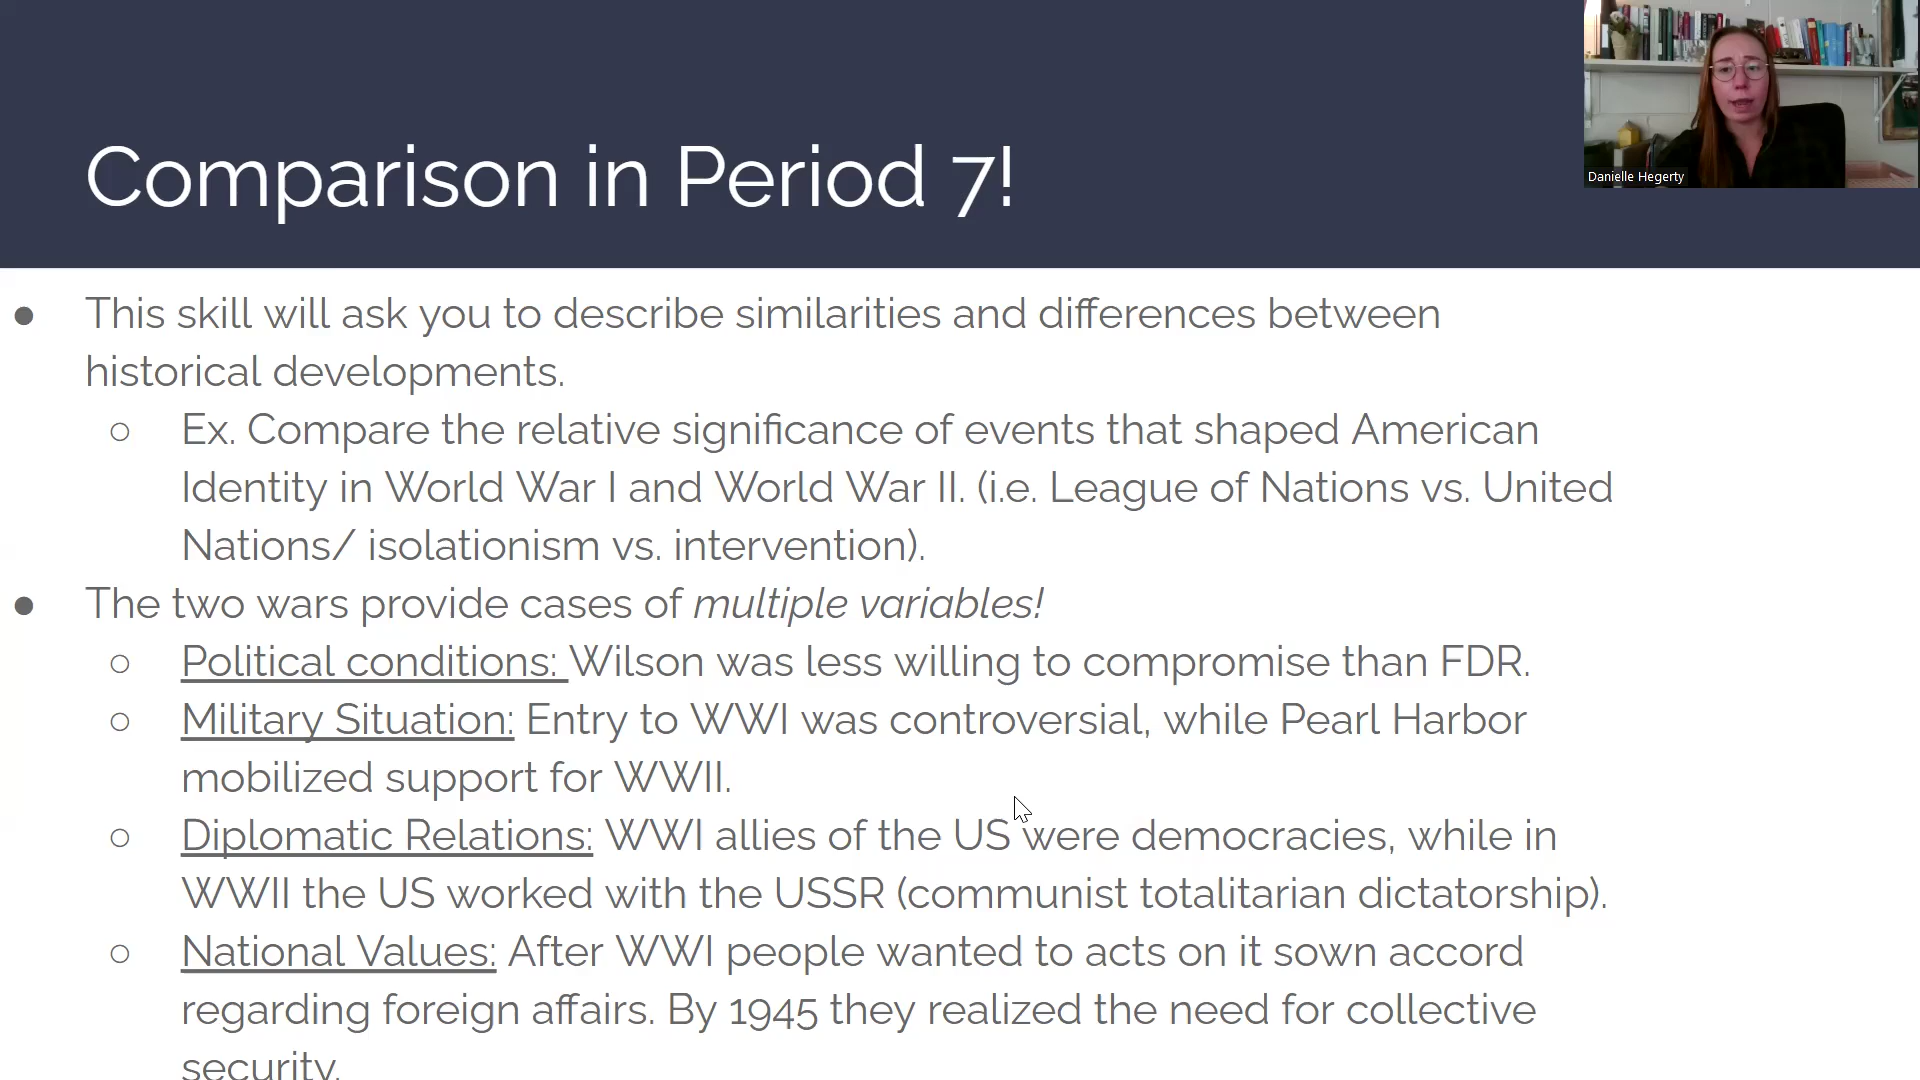 Comparison in Period 7!
Danielle Hegerty
● This skill will ask you to describe similarities and differences between
historical developments.
○ Ex. Compare the relative significance of events that shaped American
Identity in World War I and World War II. (i.e. League of Nations vs. United
Nations/ isolationism vs. intervention).
● The two wars provide cases of multiple variables!
○ Political conditions: Wilson was less willing to compromise than FDR.
○ Military Situation: Entry to WWI was controversial, while Pearl Harbor
mobilized support for WWII.
○ Diplomatic Relations: WWI allies of the US were democracies, while in
WWII the US worked with the USSR (communist totalitarian dictatorship).
○ National Values: After WWI people wanted to acts on it sown accord
regarding foreign affairs. By 1945 they realized the need for collective
security.